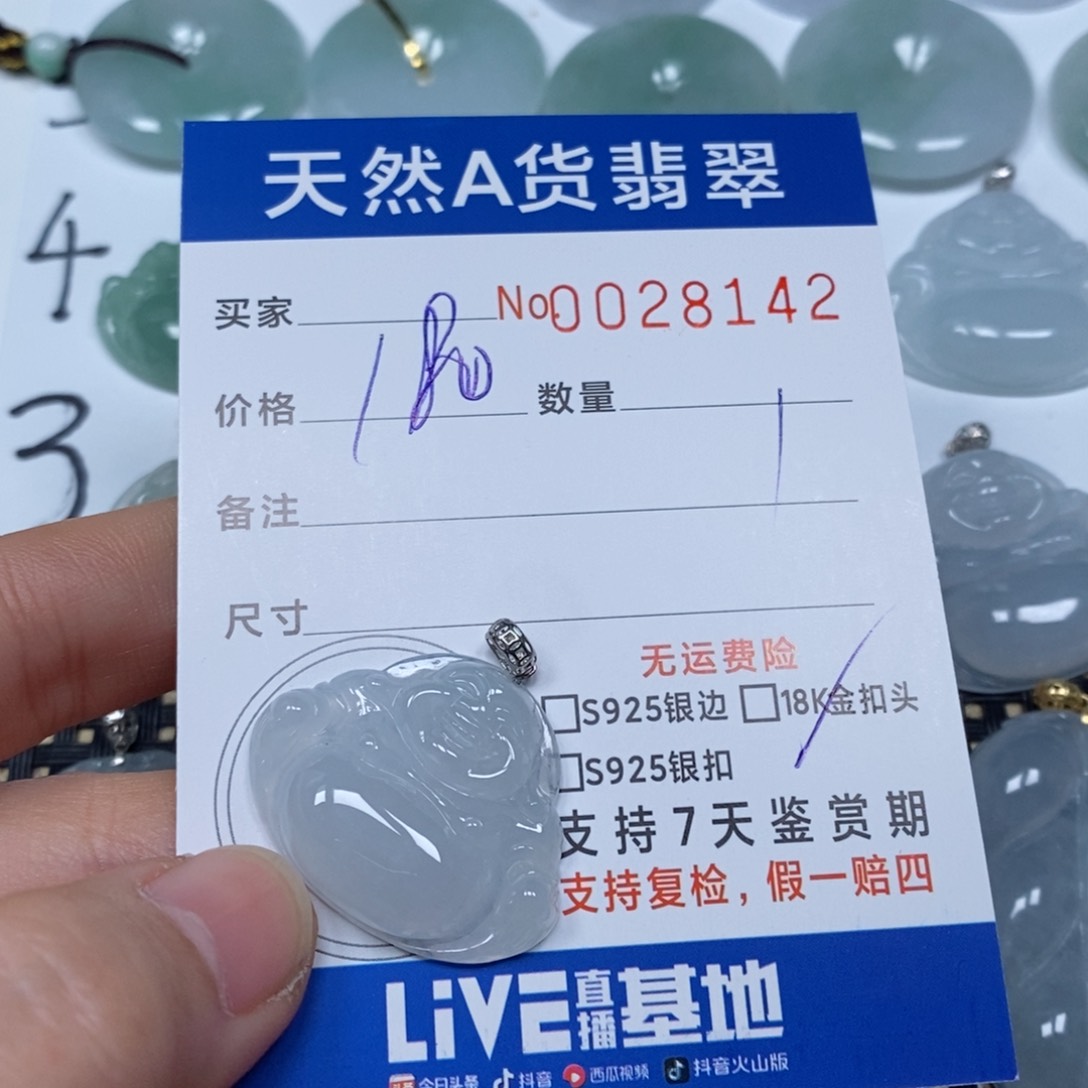 天然A货翡翠
买家 No.0028142
价格 180 数量 1
备注
尺寸
无运费险
S925银边 18K金扣头
S925银扣
支持7天鉴赏期
支持复检，假一赔四
LiVE直播基地
今日头条 抖音 西瓜视频 抖音火山版
4
3